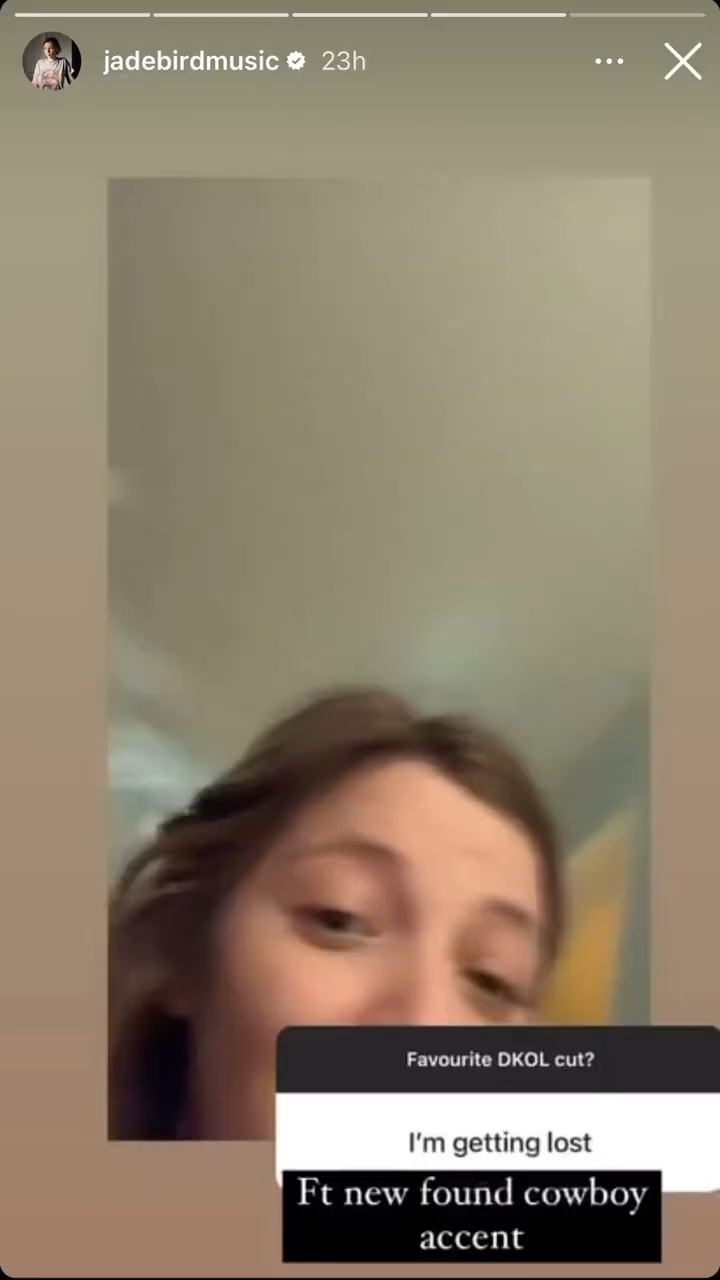 jadebirdmusic 23h
Favourite DKOL cut?
I'm getting lost
Ft new found cowboy
accent